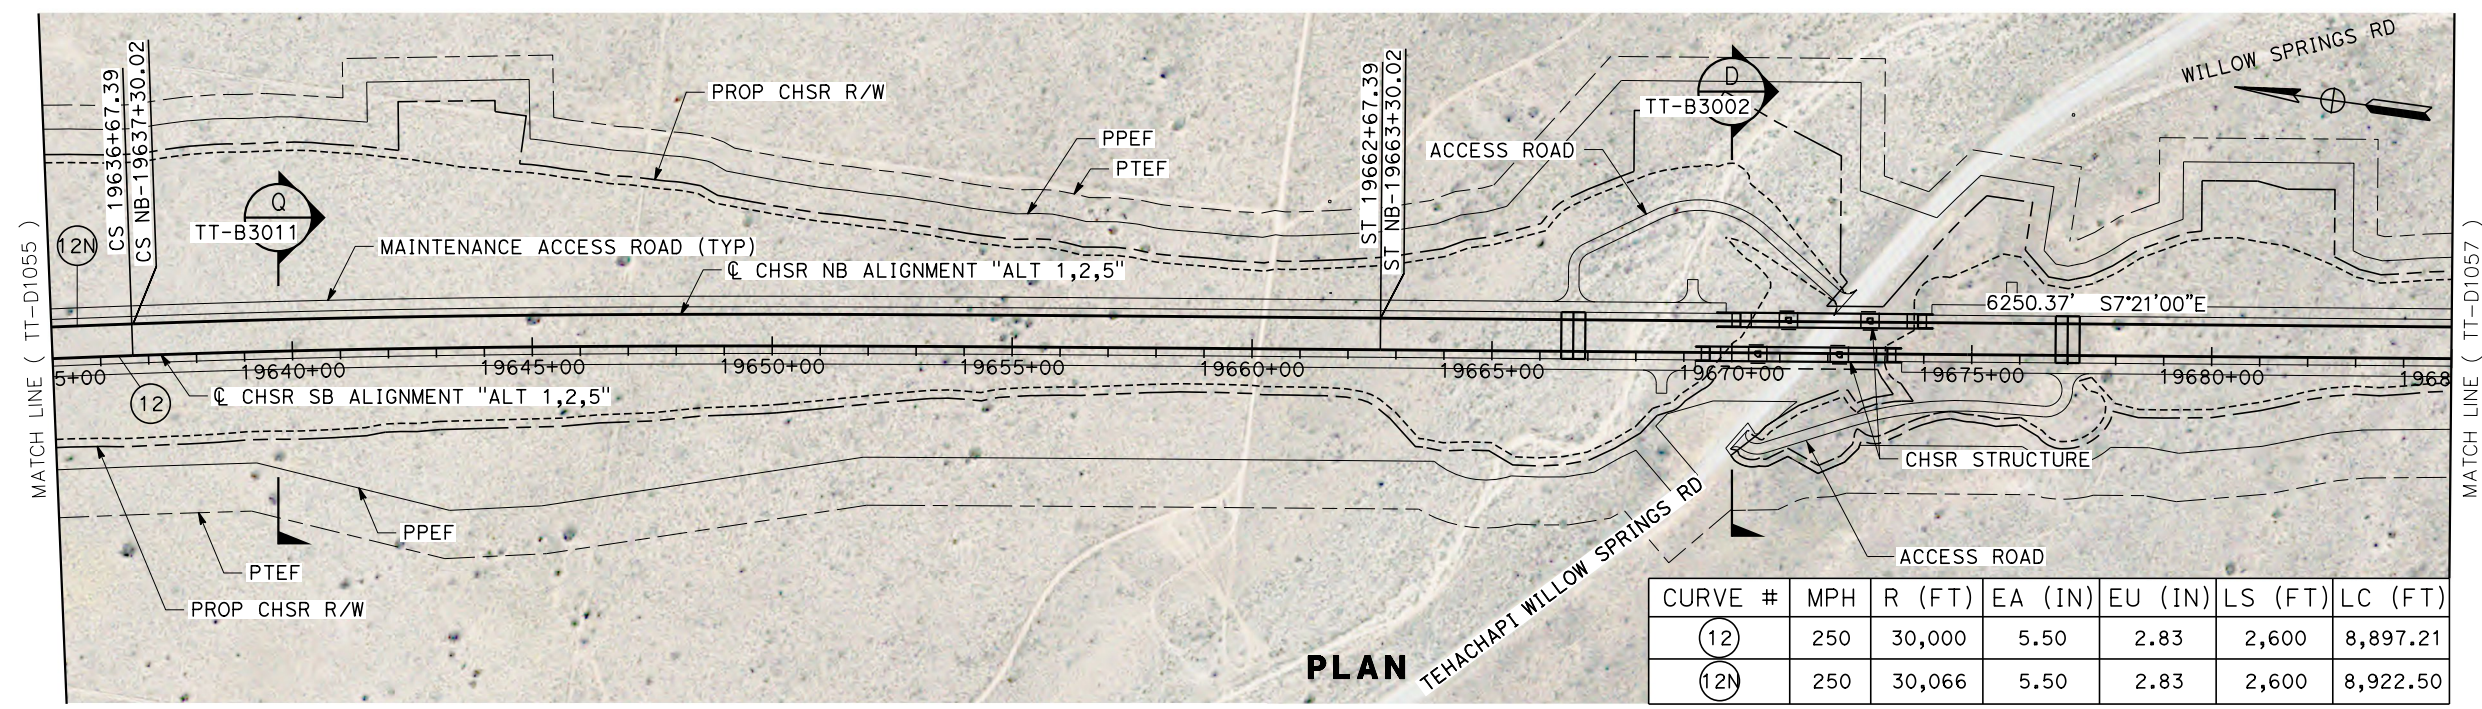 WILLOW SPRINGS RD
CS 19636+67.39
CS NB-19637+30.02
PROP CHSR R/W
PPEF
PTEF
ST 19662+67.39
ST NB-19663+30.02
D
TT-B3002
ACCESS ROAD
Q
TT-B3011
12N
MAINTENANCE ACCESS ROAD (TYP)
℄ CHSR NB ALIGNMENT "ALT 1,2,5"
6250.37' S7°21'00"E
MATCH LINE ( TT-D1055 )
MATCH LINE ( TT-D1057 )
5+00
19640+00
19645+00
19650+00
19655+00
19660+00
19665+00
19670+00
19675+00
19680+00
1968
12
℄ CHSR SB ALIGNMENT "ALT 1,2,5"
CHSR STRUCTURE
PPEF
PTEF
PROP CHSR R/W
ACCESS ROAD
TEHACHAPI WILLOW SPRINGS RD
PLAN
CURVE # MPH R (FT) EA (IN) EU (IN) LS (FT) LC (FT)
12 250 30,000 5.50 2.83 2,600 8,897.21
12N 250 30,066 5.50 2.83 2,600 8,922.50